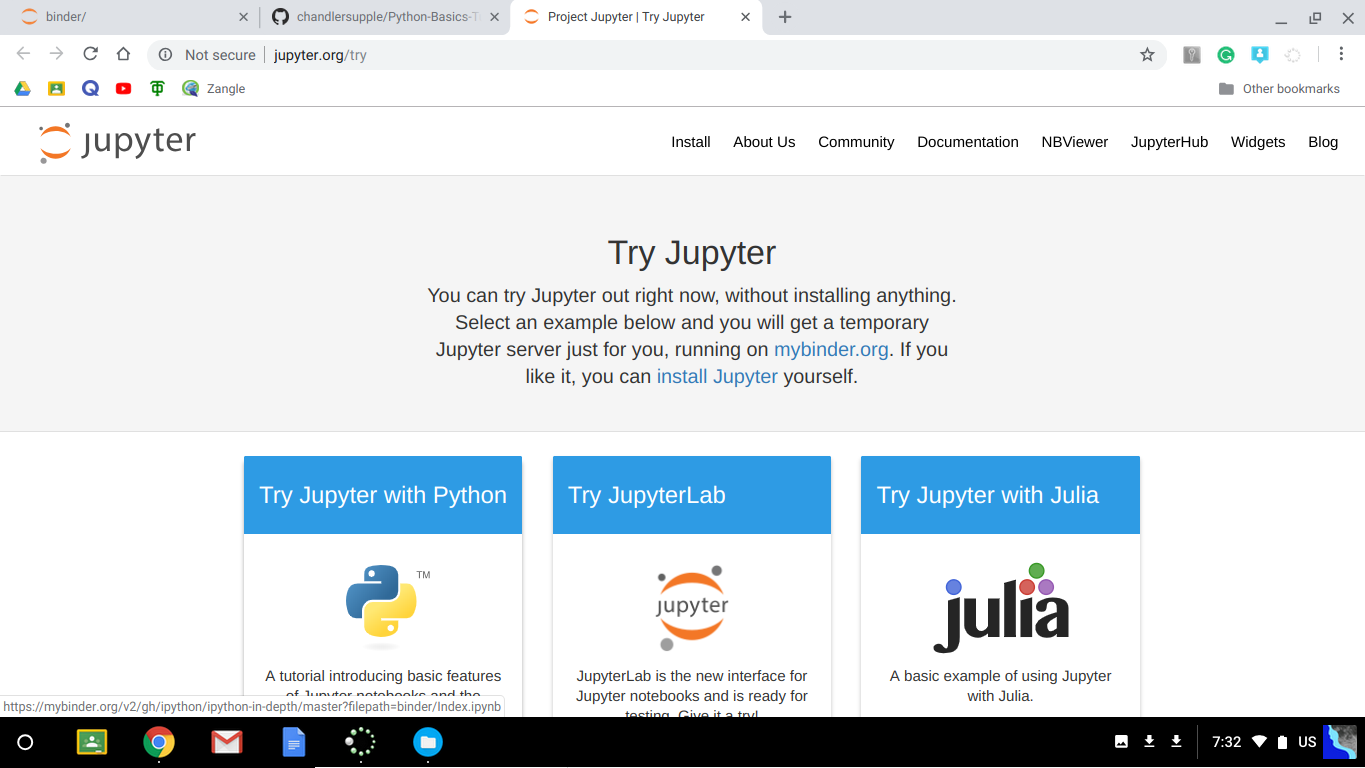 binder/
chandlersupple/Python-Basics-T
Project Jupyter | Try Jupyter
Not secure
jupyter.org/try
Zangle
Other bookmarks
jupyter
Install
About Us
Community
Documentation
NBViewer
JupyterHub
Widgets
Blog
Try Jupyter
You can try Jupyter out right now, without installing anything.
Select an example below and you will get a temporary
Jupyter server just for you, running on mybinder.org. If you
like it, you can install Jupyter yourself.
Try Jupyter with Python
Try JupyterLab
Try Jupyter with Julia
TM
jupyter
julia
A tutorial introducing basic features
of Jupyter notebooks and the
JupyterLab is the new interface for
Jupyter notebooks and is ready for
testing. Give it a try!
A basic example of using Jupyter
with Julia.
https://mybinder.org/v2/gh/ipython/ipython-in-depth/master?filepath=binder/Index.ipynb
7:32
US